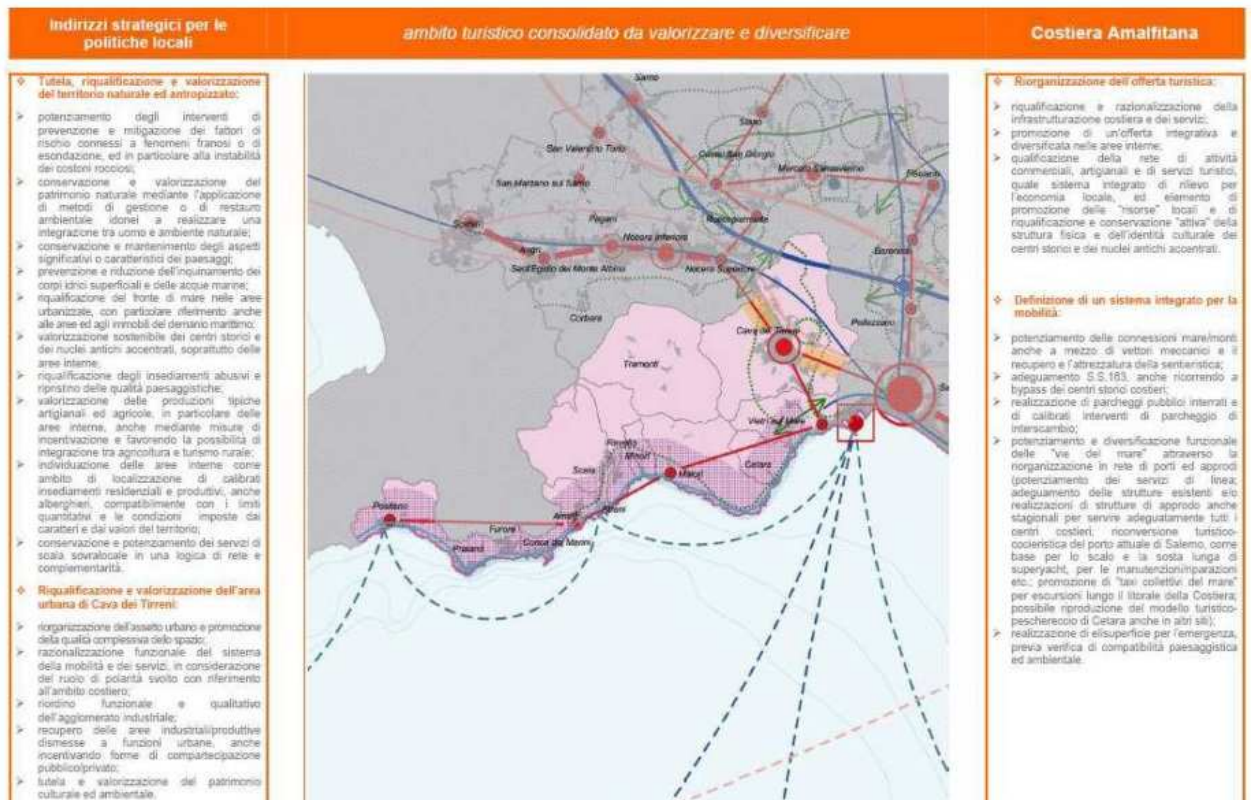 Indirizzi strategici per le
politiche locali
ambito turistico consolidato da valorizzare e diversificare
Costiera Amalfitana
❖ Tutela, riqualificazione e valorizzazione
del territorio naturale ed antropizzato:
➢ potenziamento degli interventi di
prevenzione e mitigazione dei fattori di
rischio connessi a fenomeni franosi o di
esondazione, ed in particolare alla instabilità
dei costoni rocciosi;
➢ conservazione e valorizzazione del
patrimonio naturale mediante l'applicazione
di metodi di gestione o di restauro
ambientale idonei a realizzare una
integrazione tra uomo e ambiente naturale;
➢ conservazione e mantenimento degli aspetti
significativi o caratteristici dei paesaggi;
➢ prevenzione e riduzione dell'inquinamento dei
corpi idrici superficiali e delle acque marine;
➢ riqualificazione del fronte di mare nelle aree
urbanizzate, con particolare riferimento anche
alle aree ed agli immobili del demanio marittimo;
➢ valorizzazione sostenibile dei centri storici e
dei nuclei antichi accentrati, soprattutto delle
aree interne;
➢ riqualificazione degli insediamenti abusivi e
ripristino delle qualità paesaggistiche;
➢ valorizzazione delle produzioni tipiche
artigianali ed agricole, in particolare delle
aree interne, anche mediante misure di
incentivazione e favorendo la possibilità di
integrazione tra agricoltura e turismo rurale;
➢ individuazione delle aree interne come
ambito di localizzazione di calibrati
insediamenti residenziali e produttivi, anche
alberghieri, compatibilmente con i limiti
quantitativi e le condizioni imposte dai
caratteri e dai valori del territorio;
➢ conservazione e potenziamento dei servizi di
scala sovralocale in una logica di rete e
complementarità.
❖ Riqualificazione e valorizzazione dell'area
urbana di Cava dei Tirreni:
➢ riorganizzazione dell'assetto urbano e promozione
della qualità complessiva dello spazio;
➢ razionalizzazione funzionale del sistema
della mobilità e dei servizi, in considerazione
del ruolo di polarità svolto con riferimento
all'ambito costiero;
➢ riordino funzionale e qualitativo
dell'agglomerato industriale;
➢ recupero delle aree industriali/produttive
dismesse a funzioni urbane, anche
incentivando forme di compartecipazione
pubblico/privato;
➢ tutela e valorizzazione del patrimonio
culturale ed ambientale.
Sarno
Siano
San Valentino Torio
Castel San Giorgio
Mercato Sanseverino
San Marzano sul Sarno
Fisciano
Pagani
Roccapiemonte
Scafati
Nocera Inferiore
Angri
Baronissi
Sant'Egidio del Monte Albino
Nocera Superiore
Corbara
Cava de' Tirreni
Pellezzano
Tramonti
Vietri sul Mare
Ravello
Minori
Scala
Maiori
Cetara
Positano
Amalfi
Atrani
Furore
Praiano
Conca dei Marini
❖ Riorganizzazione dell'offerta turistica:
➢ riqualificazione e razionalizzazione della
infrastrutturazione costiera e dei servizi;
➢ promozione di un'offerta integrativa e
diversificata nelle aree interne;
➢ qualificazione della rete di attività
commerciali, artigianali e di servizi turistici,
quale sistema integrato di rilievo per
l'economia locale, ed elemento di
promozione delle "risorse" locali e di
riqualificazione e conservazione "attiva" della
struttura fisica e dell'identità culturale dei
centri storici e dei nuclei antichi accentrati.
❖ Definizione di un sistema integrato per la
mobilità:
➢ potenziamento delle connessioni mare/monti
anche a mezzo di vettori meccanici e il
recupero e l'attrezzatura della sentieristica;
➢ adeguamento S.S.163, anche ricorrendo a
bypass dei centri storici costieri;
➢ realizzazione di parcheggi pubblici interrati e
di calibrati interventi di parcheggio di
interscambio;
➢ potenziamento e diversificazione funzionale
delle "vie del mare" attraverso la
riorganizzazione in rete di porti ed approdi
(potenziamento dei servizi di linea;
adeguamento delle strutture esistenti e/o
realizzazioni di strutture di approdo anche
stagionali per servire adeguatamente tutti i
centri costieri; riconversione turistico-
crocieristica del porto attuale di Salerno, come
base per lo scalo e la sosta lunga di
superyacht, per le manutenzioni/riparazioni
etc.; promozione di "taxi collettivi del mare"
per escursioni lungo il litorale della Costiera;
possibile riproduzione del modello turistico-
peschereccio di Cetara anche in altri siti);
➢ realizzazione di elisuperficie per l'emergenza,
previa verifica di compatibilità paesaggistica
ed ambientale.